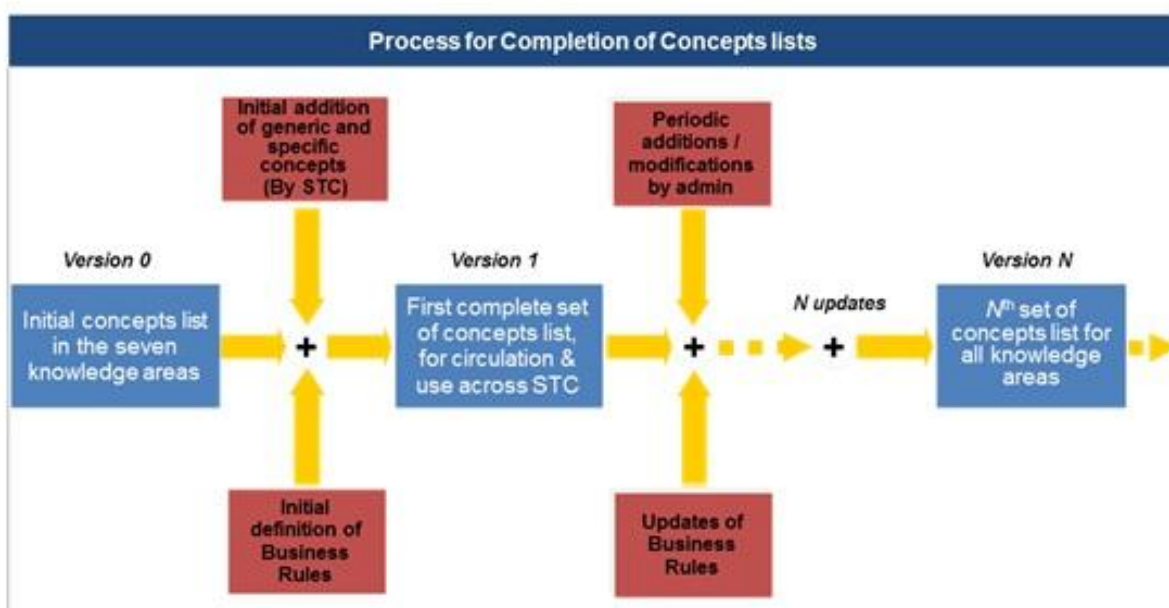 Process for Completion of Concepts lists
Initial addition
of generic and
specific
concepts
(By STC)
Periodic
additions /
modifications
by admin
Version 0
Initial concepts list
in the seven
knowledge areas
+
Version 1
First complete set
of concepts list,
for circulation &
use across STC
+
N updates
+
Version N
Nth set of
concepts list for
all knowledge
areas
Initial
definition of
Business
Rules
Updates of
Business
Rules